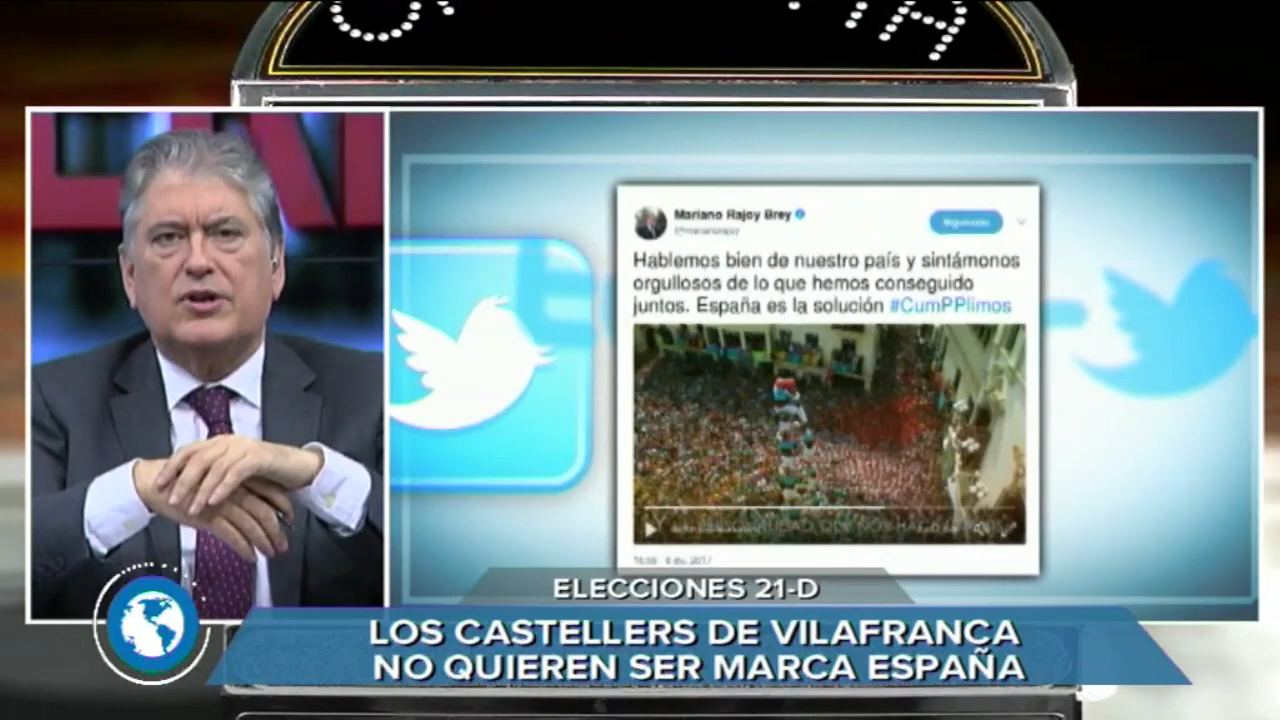 Mariano Rajoy Brey
Hablemos bien de nuestro país y sintámonos
orgullosos de lo que hemos conseguido
juntos. España es la solución #CumPPlimos
ELECCIONES 21-D
LOS CASTELLERS DE VILAFRANCA
NO QUIEREN SER MARCA ESPAÑA